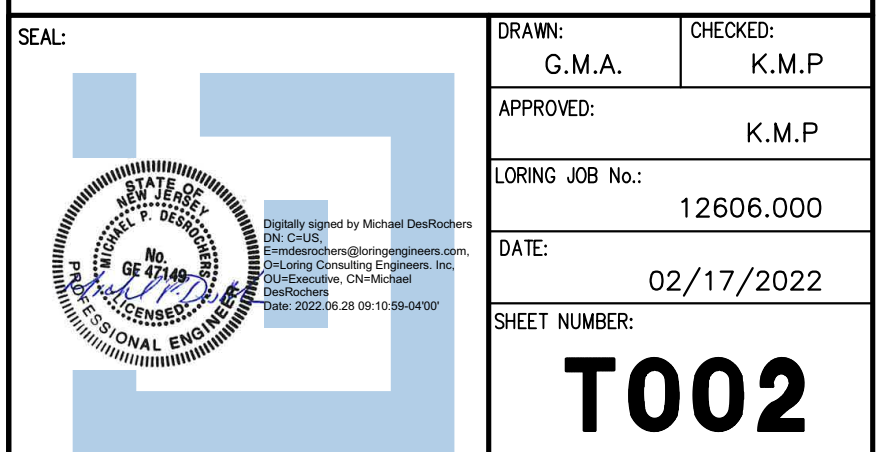 SEAL:
STATE OF
NEW JERSEY
MICHAEL P. DESROCHERS
No.
GE 47149
LICENSED
PROFESSIONAL ENGINEER
Digitally signed by Michael DesRochers
DN: C=US,
E=mdesrochers@loringengineers.com,
O=Loring Consulting Engineers. Inc,
OU=Executive, CN=Michael
DesRochers
Date: 2022.06.28 09:10:59-04'00'
DRAWN:
G.M.A.
CHECKED:
K.M.P
APPROVED:
K.M.P
LORING JOB No.:
12606.000
DATE:
02/17/2022
SHEET NUMBER:
T002